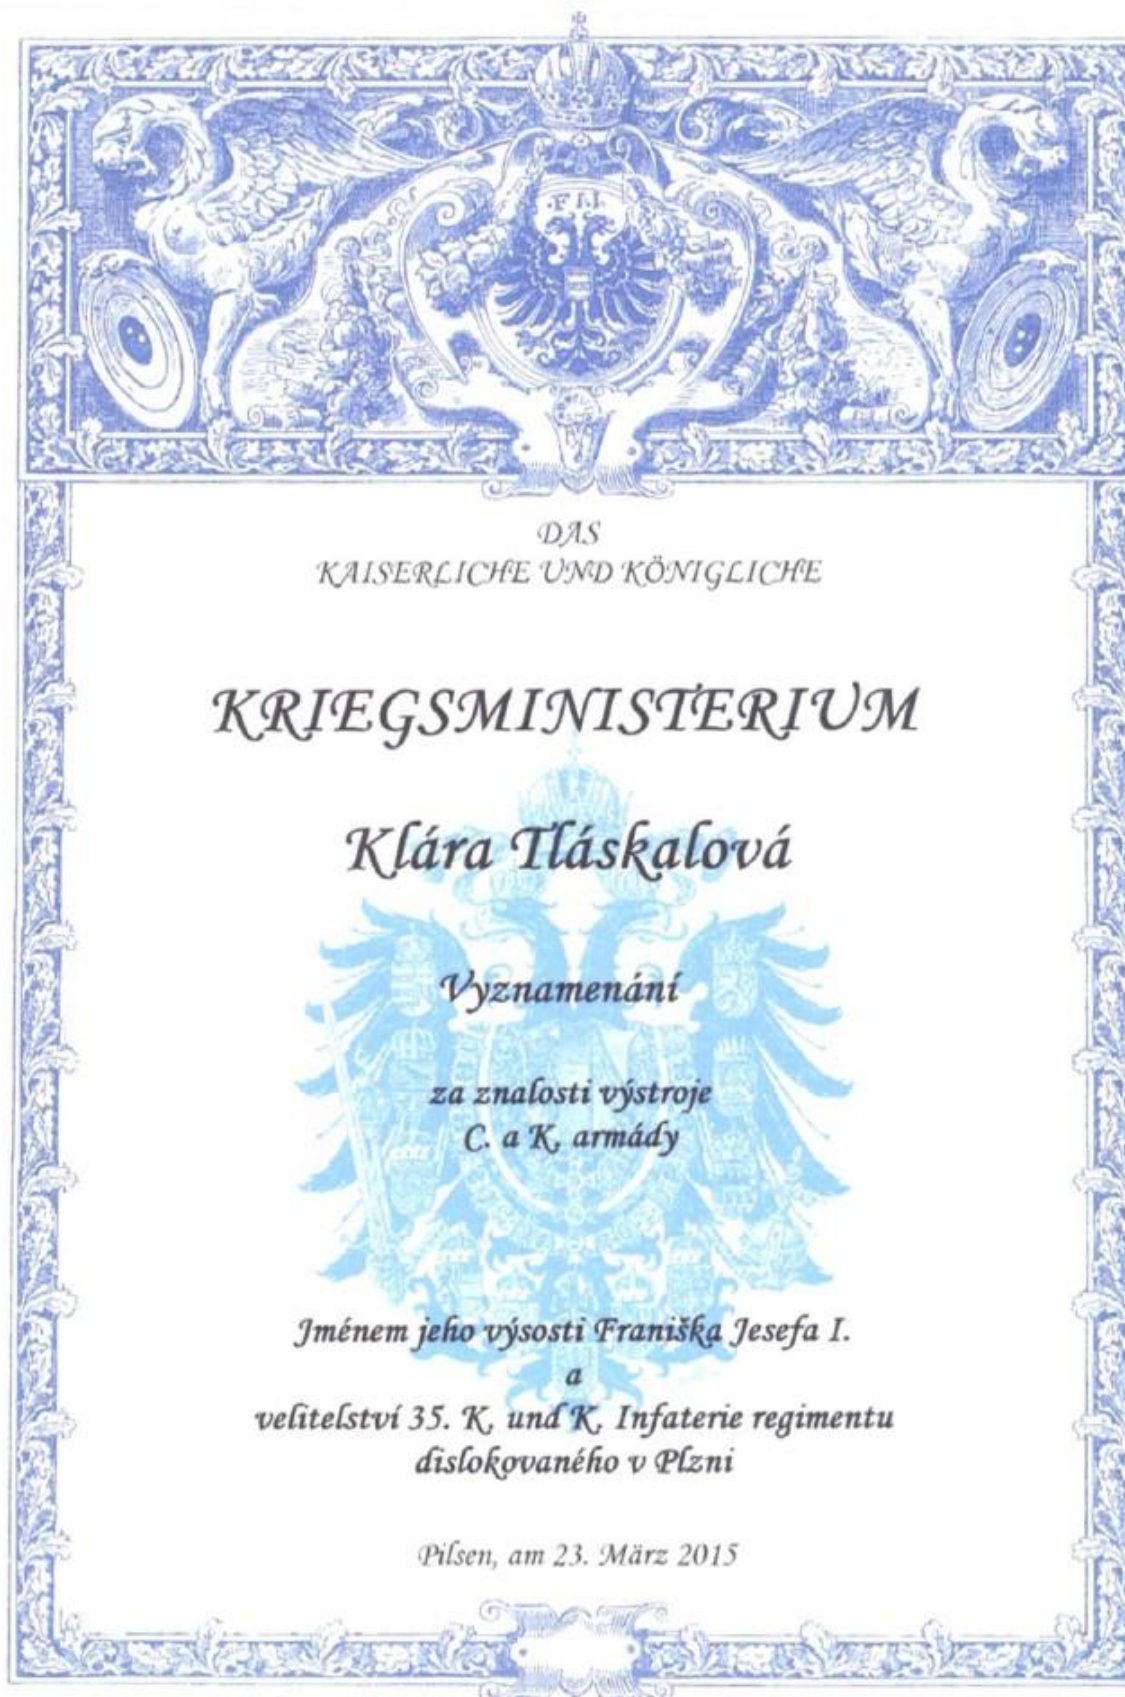 F.J.I.
DAS
KAISERLICHE UND KÖNIGLICHE
KRIEGSMINISTERIUM
Klára Tláskalová
Vyznamenání
za znalosti výstroje
C. a K. armády
Jménem jeho výsosti Franiška Jesefa I.
a
velitelství 35. K. und K. Infaterie regimentu
dislokovaného v Plzni
Pilsen, am 23. März 2015